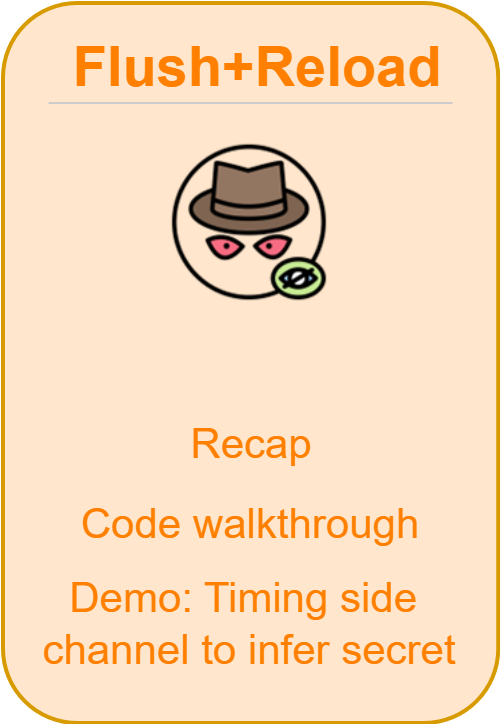 Flush+Reload
Recap
Code walkthrough
Demo: Timing side
channel to infer secret